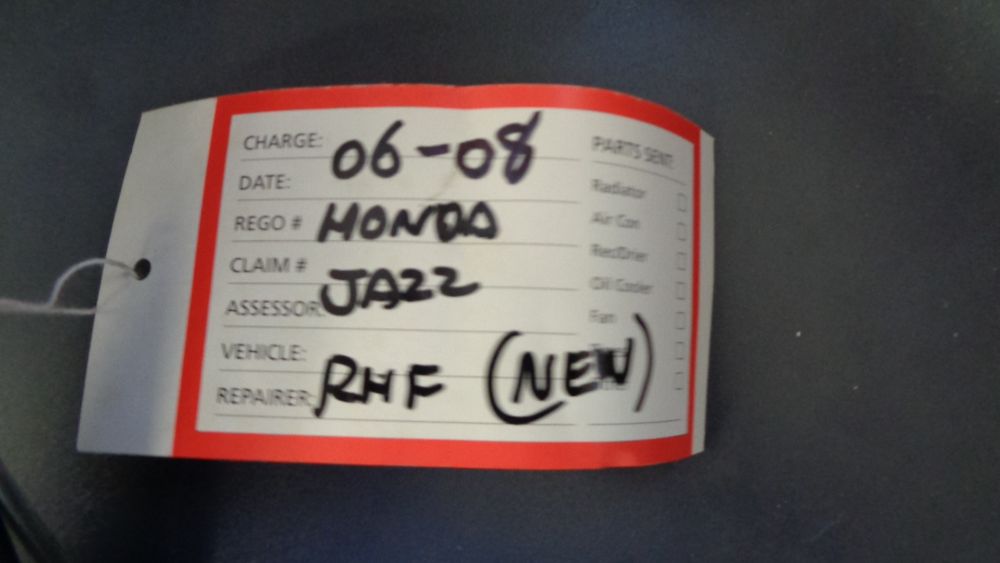 CHARGE:
06-08
DATE:
REGO #
HONDA
CLAIM #
JAZZ
ASSESSOR:
VEHICLE:
REPAIRER:
RHF (NEW)
PARTS SENT:
Radiator
Air Con
Rec/Drier
Oil Cooler
Fan